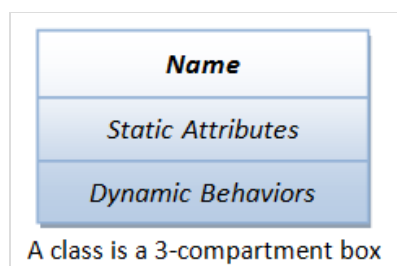 Name
Static Attributes
Dynamic Behaviors
A class is a 3-compartment box